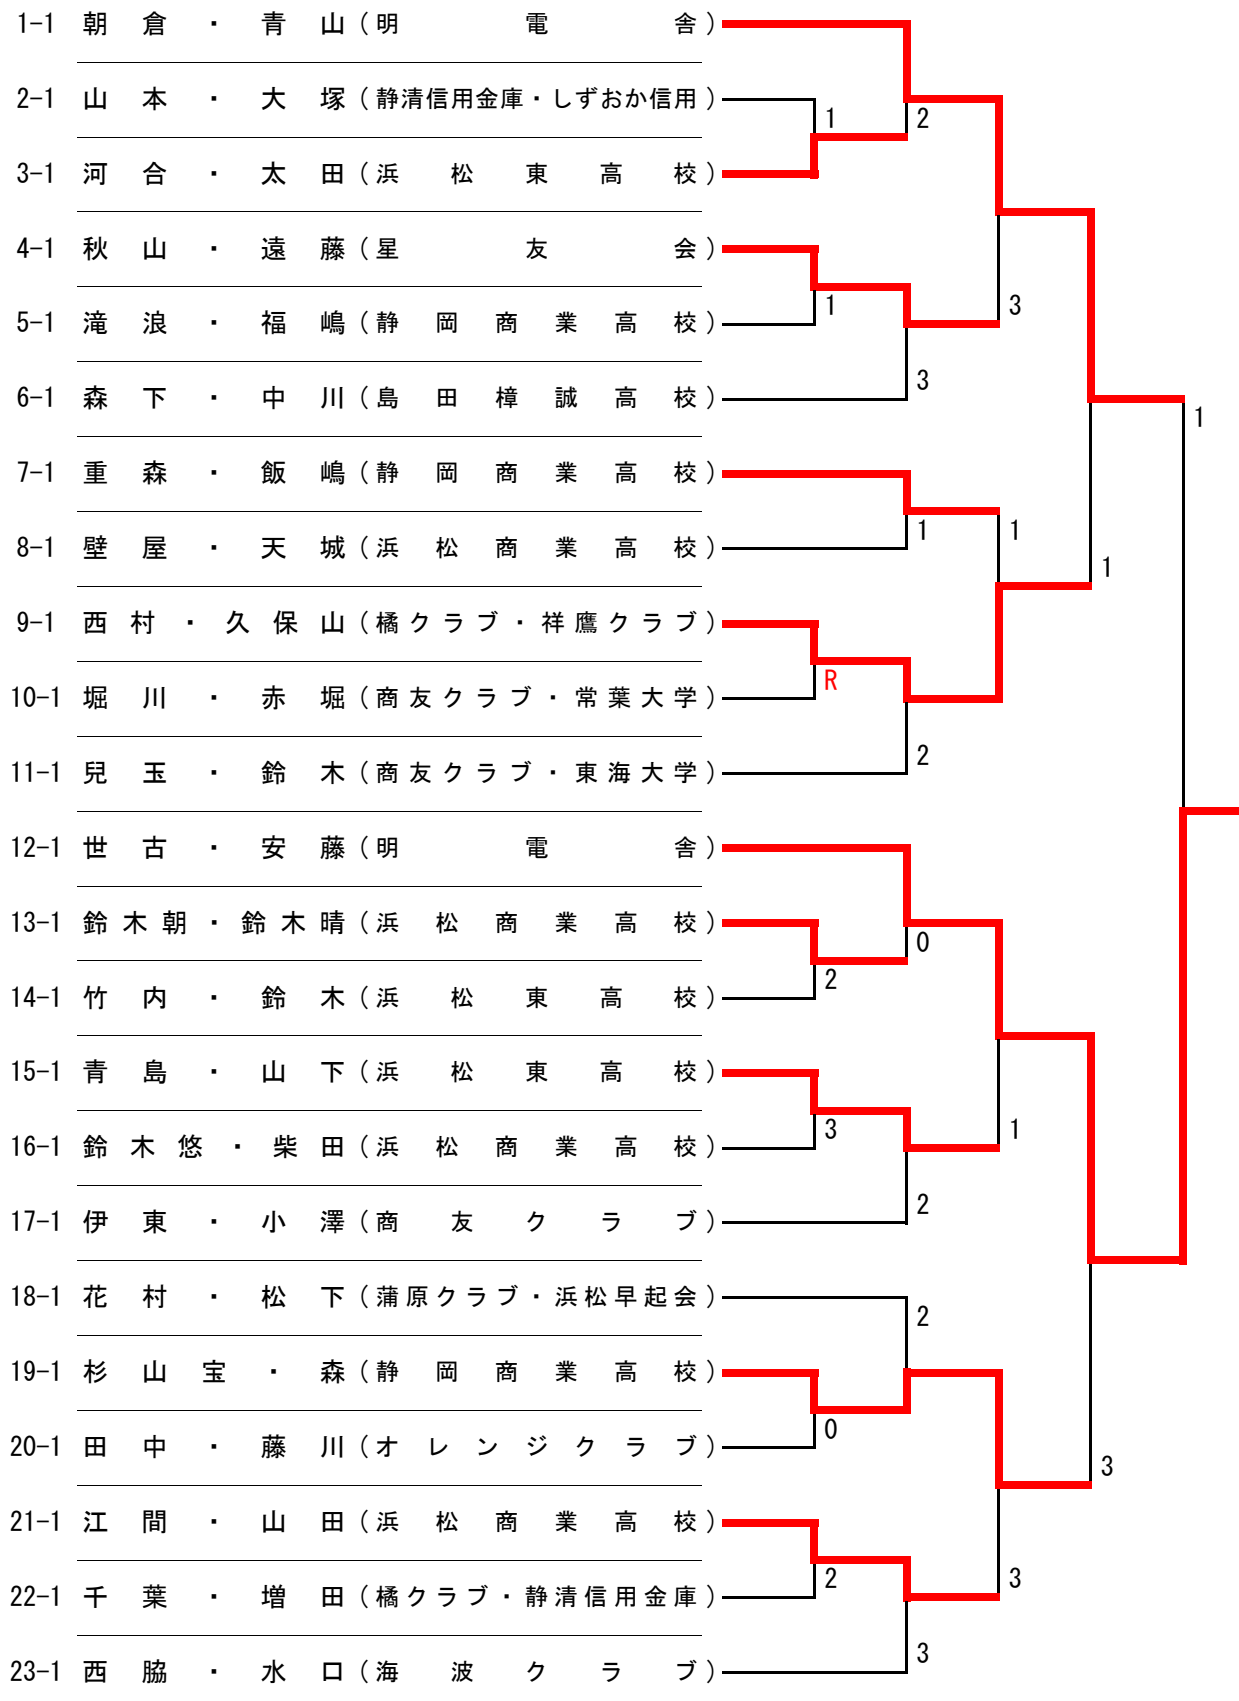 1-1 朝倉・青山(明電舎)
2-1 山本・大塚(静清信用金庫・しずおか信用)
1
2
3-1 河合・太田(浜松東高校)
4-1 秋山・遠藤(星友会)
1
3
5-1 滝浪・福嶋(静岡商業高校)
3
6-1 森下・中川(島田樟誠高校)
1
7-1 重森・飯嶋(静岡商業高校)
1
1
8-1 壁屋・天城(浜松商業高校)
1
9-1 西村・久保山(橘クラブ・祥鷹クラブ)
R
10-1 堀川・赤堀(商友クラブ・常葉大学)
2
11-1 兒玉・鈴木(商友クラブ・東海大学)
12-1 世古・安藤(明電舎)
13-1 鈴木朝・鈴木晴(浜松商業高校)
0
2
14-1 竹内・鈴木(浜松東高校)
15-1 青島・山下(浜松東高校)
3
1
16-1 鈴木悠・柴田(浜松商業高校)
2
17-1 伊東・小澤(商友クラブ)
18-1 花村・松下(蒲原クラブ・浜松早起会)
2
19-1 杉山宝・森(静岡商業高校)
0
20-1 田中・藤川(オレンジクラブ)
3
21-1 江間・山田(浜松商業高校)
2
3
22-1 千葉・増田(橘クラブ・静清信用金庫)
3
23-1 西脇・水口(海波クラブ)